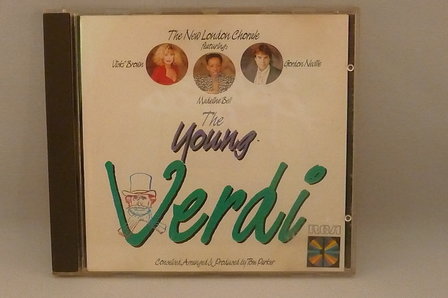 The New London Chorale
featuring:
Vicki Brown
Gordon Neville
Madeline Bell
The
Young
Verdi
RCA
Conceived, Arranged & Produced by Tom Parker